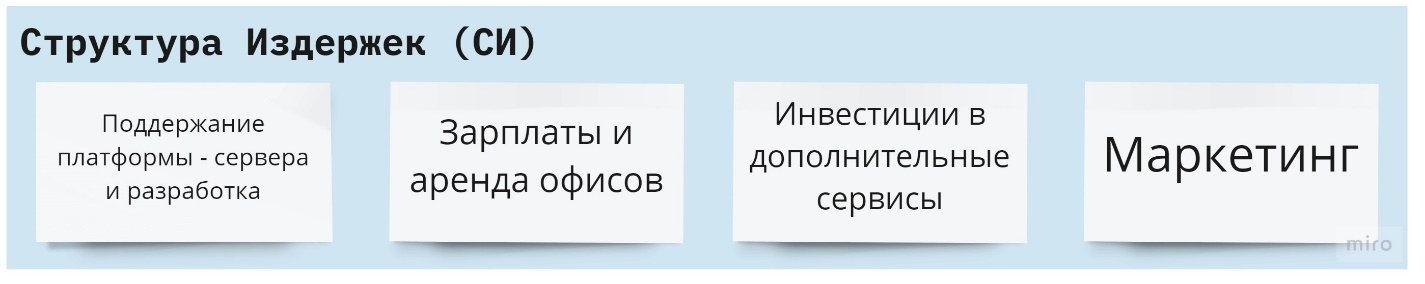 Структура Издержек (СИ)
Поддержание
платформы - сервера
и разработка
Зарплаты и
аренда офисов
Инвестиции в
дополнительные
сервисы
Маркетинг
miro